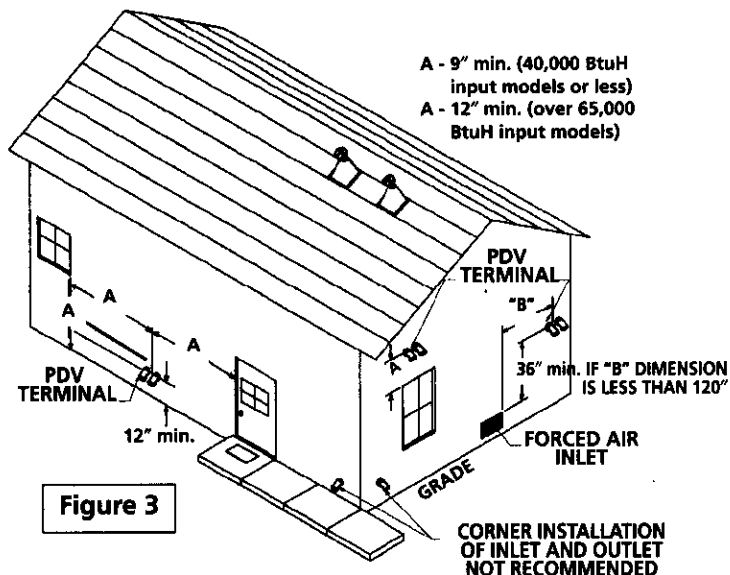 A - 9" min. (40,000 BtuH
input models or less)
A - 12" min. (over 65,000
BtuH input models)
PDV
TERMINAL
"B"
A
A
A
A
36" min. IF "B" DIMENSION
IS LESS THAN 120"
PDV
TERMINAL
12" min.
FORCED AIR
INLET
GRADE
Figure 3
CORNER INSTALLATION
OF INLET AND OUTLET
NOT RECOMMENDED